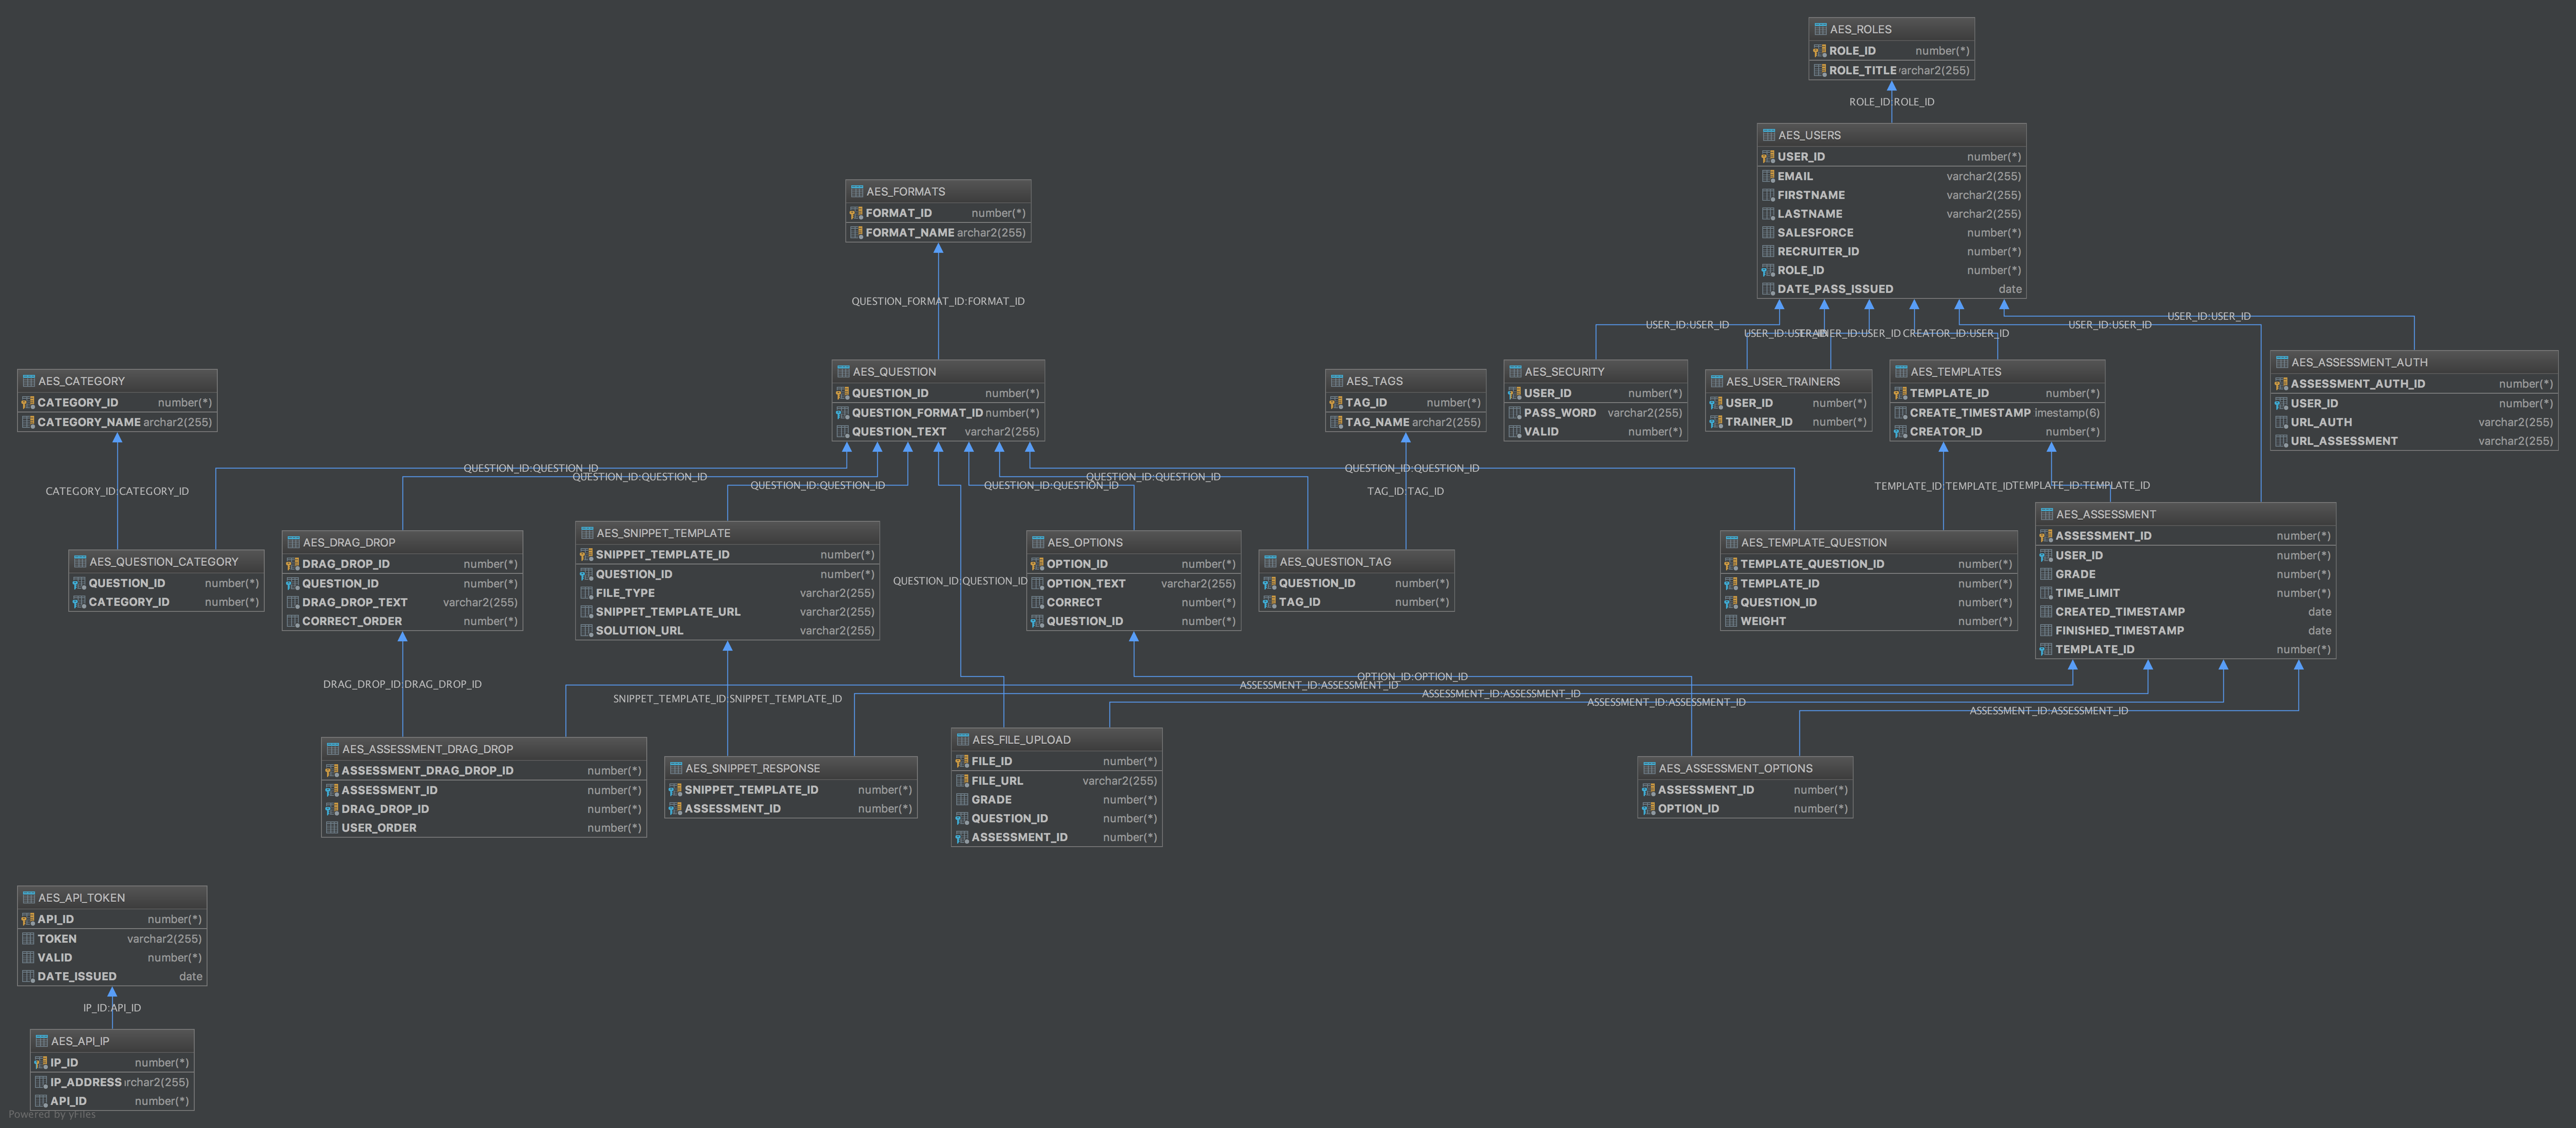 AES_ROLES
ROLE_ID number(*)
ROLE_TITLE varchar2(255)
ROLE_ID:ROLE_ID
AES_USERS
USER_ID number(*)
EMAIL varchar2(255)
FIRSTNAME varchar2(255)
LASTNAME varchar2(255)
SALESFORCE number(*)
RECRUITER_ID number(*)
ROLE_ID number(*)
DATE_PASS_ISSUED date
AES_FORMATS
FORMAT_ID number(*)
FORMAT_NAME archar2(255)
QUESTION_FORMAT_ID:FORMAT_ID
USER_ID:USER_ID
USER_ID:USER_ID
TRAINER_ID:USER_ID
CREATOR_ID:USER_ID
USER_ID:USER_ID
USER_ID:USER_ID
AES_CATEGORY
CATEGORY_ID number(*)
CATEGORY_NAME archar2(255)
AES_QUESTION
QUESTION_ID number(*)
QUESTION_FORMAT_ID number(*)
QUESTION_TEXT varchar2(255)
AES_TAGS
TAG_ID number(*)
TAG_NAME archar2(255)
AES_SECURITY
USER_ID number(*)
PASS_WORD varchar2(255)
VALID number(*)
AES_USER_TRAINERS
USER_ID number(*)
TRAINER_ID number(*)
AES_TEMPLATES
TEMPLATE_ID number(*)
CREATE_TIMESTAMP imestamp(6)
CREATOR_ID number(*)
AES_ASSESSMENT_AUTH
ASSESSMENT_AUTH_ID number(*)
USER_ID number(*)
URL_AUTH varchar2(255)
URL_ASSESSMENT varchar2(255)
CATEGORY_ID:CATEGORY_ID
QUESTION_ID:QUESTION_ID
QUESTION_ID:QUESTION_ID
QUESTION_ID:QUESTION_ID
QUESTION_ID:QUESTION_ID
QUESTION_ID:QUESTION_ID
QUESTION_ID:QUESTION_ID
TAG_ID:TAG_ID
TEMPLATE_ID:TEMPLATE_ID
TEMPLATE_ID:TEMPLATE_ID
AES_QUESTION_CATEGORY
QUESTION_ID number(*)
CATEGORY_ID number(*)
AES_DRAG_DROP
DRAG_DROP_ID number(*)
QUESTION_ID number(*)
DRAG_DROP_TEXT varchar2(255)
CORRECT_ORDER number(*)
AES_SNIPPET_TEMPLATE
SNIPPET_TEMPLATE_ID number(*)
QUESTION_ID number(*)
FILE_TYPE varchar2(255)
SNIPPET_TEMPLATE_URL varchar2(255)
SOLUTION_URL varchar2(255)
QUESTION_ID:QUESTION_ID
AES_OPTIONS
OPTION_ID number(*)
OPTION_TEXT varchar2(255)
CORRECT number(*)
QUESTION_ID number(*)
AES_QUESTION_TAG
QUESTION_ID number(*)
TAG_ID number(*)
AES_TEMPLATE_QUESTION
TEMPLATE_QUESTION_ID number(*)
TEMPLATE_ID number(*)
QUESTION_ID number(*)
WEIGHT number(*)
AES_ASSESSMENT
ASSESSMENT_ID number(*)
USER_ID number(*)
GRADE number(*)
TIME_LIMIT number(*)
CREATED_TIMESTAMP date
FINISHED_TIMESTAMP date
TEMPLATE_ID number(*)
DRAG_DROP_ID:DRAG_DROP_ID
SNIPPET_TEMPLATE_ID:SNIPPET_TEMPLATE_ID
OPTION_ID:OPTION_ID
ASSESSMENT_ID:ASSESSMENT_ID
ASSESSMENT_ID:ASSESSMENT_ID
ASSESSMENT_ID:ASSESSMENT_ID
ASSESSMENT_ID:ASSESSMENT_ID
AES_ASSESSMENT_DRAG_DROP
ASSESSMENT_DRAG_DROP_ID number(*)
ASSESSMENT_ID number(*)
DRAG_DROP_ID number(*)
USER_ORDER number(*)
AES_SNIPPET_RESPONSE
SNIPPET_TEMPLATE_ID number(*)
ASSESSMENT_ID number(*)
AES_FILE_UPLOAD
FILE_ID number(*)
FILE_URL varchar2(255)
GRADE number(*)
QUESTION_ID number(*)
ASSESSMENT_ID number(*)
AES_ASSESSMENT_OPTIONS
ASSESSMENT_ID number(*)
OPTION_ID number(*)
AES_API_TOKEN
API_ID number(*)
TOKEN varchar2(255)
VALID number(*)
DATE_ISSUED date
IP_ID:API_ID
AES_API_IP
IP_ID number(*)
IP_ADDRESS archar2(255)
API_ID number(*)
Powered by yFiles